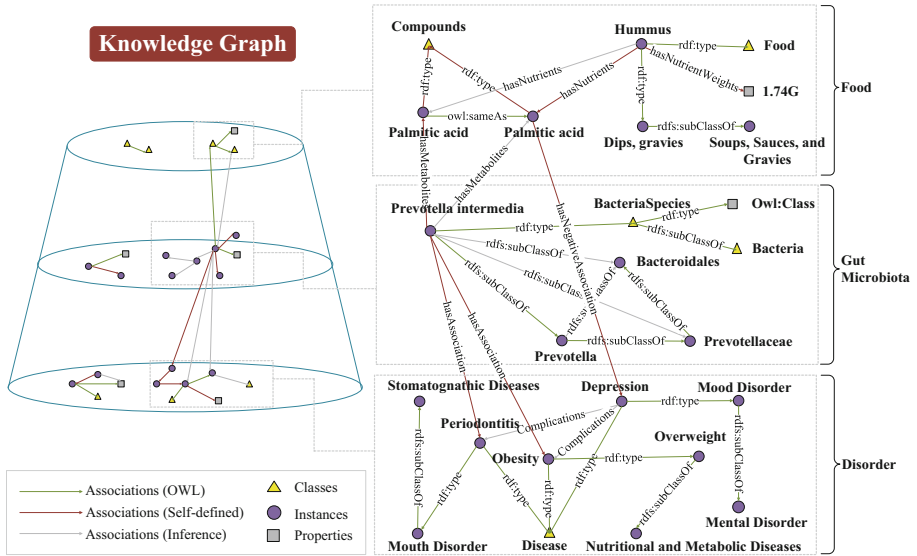 Knowledge Graph
Compounds
Hummus
rdf:type
Food
hasNutrients
hasNutrients
rdf:type
rdf:type
rdf:type
hasNutrientWeights
1.74G
Food
owl:sameAs
Palmitic acid
Palmitic acid
rdfs:subClassOf
Dips, gravies
Soups, Sauces, and
Gravies
hasMetabolites
hasMetabolites
hasNegativeAssociation
Prevotella intermedia
BacteriaSpecies
rdf:type
Owl:Class
rdf:type
rdfs:subClassOf
Bacteria
rdfs:subClassOf
Bacteroidales
Gut
Microbiota
rdfs:subClassOf
rdfs:subClassOf
rdfs:subClassOf
rdfs:subClassOf
rdfs:subClassOf
Prevotella
Prevotellaceae
hasAssociation
hasAssociation
Stomatognathic Diseases
Depression
Mood Disorder
rdf:type
Periodontitis
Complications
Complications
Overweight
Obesity
rdf:type
Disorder
rdfs:subClassOf
rdf:type
rdf:type
rdf:type
rdf:type
rdfs:subClassOf
rdfs:subClassOf
Mental Disorder
Mouth Disorder
Disease
Nutritional and Metabolic Diseases
Associations (OWL)
Classes
Associations (Self-defined)
Instances
Associations (Inference)
Properties